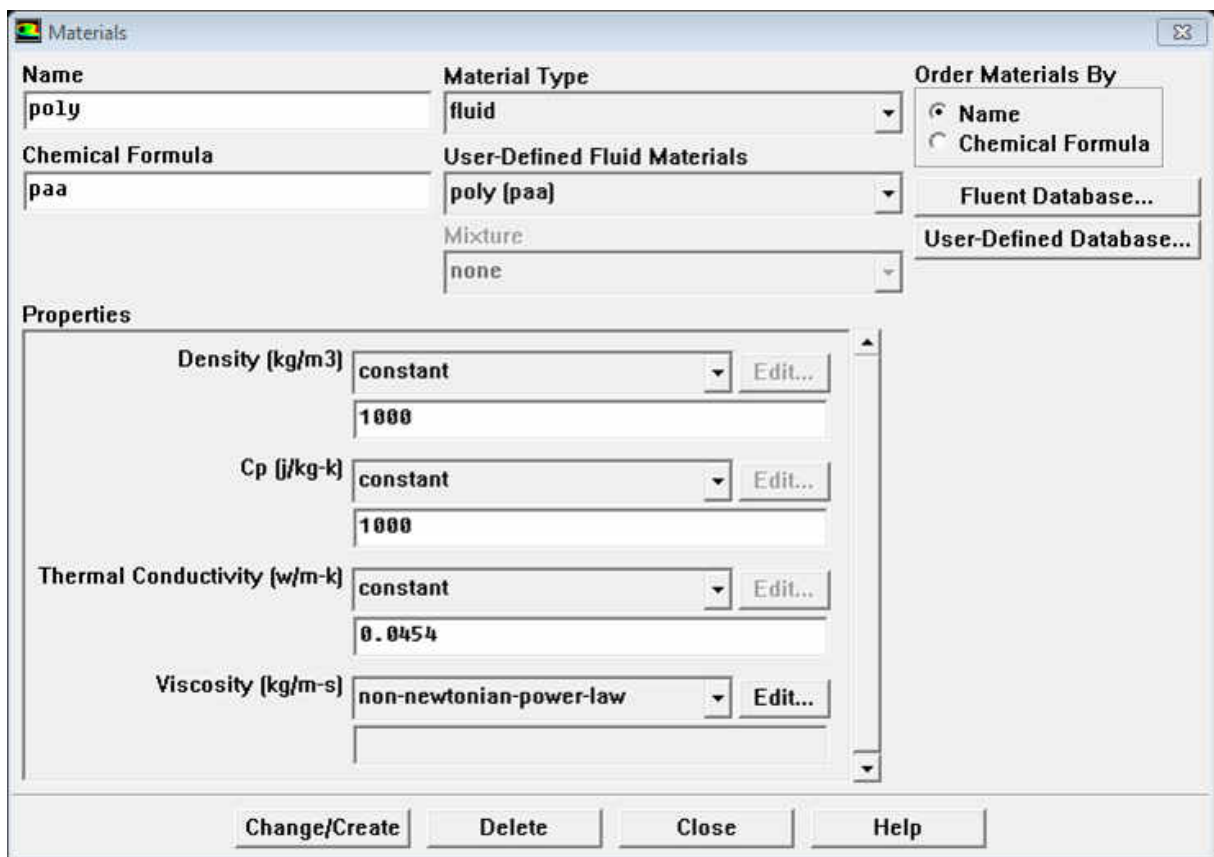 Materials
Name
poly
Material Type
fluid
Order Materials By
Name
Chemical Formula
Chemical Formula
paa
User-Defined Fluid Materials
poly (paa)
Fluent Database...
Mixture
none
User-Defined Database...
Properties
Density (kg/m3)
constant
Edit...
1000
Cp (j/kg-k)
constant
Edit...
1000
Thermal Conductivity (w/m-k)
constant
Edit...
0.0454
Viscosity (kg/m-s)
non-newtonian-power-law
Edit...
Change/Create
Delete
Close
Help